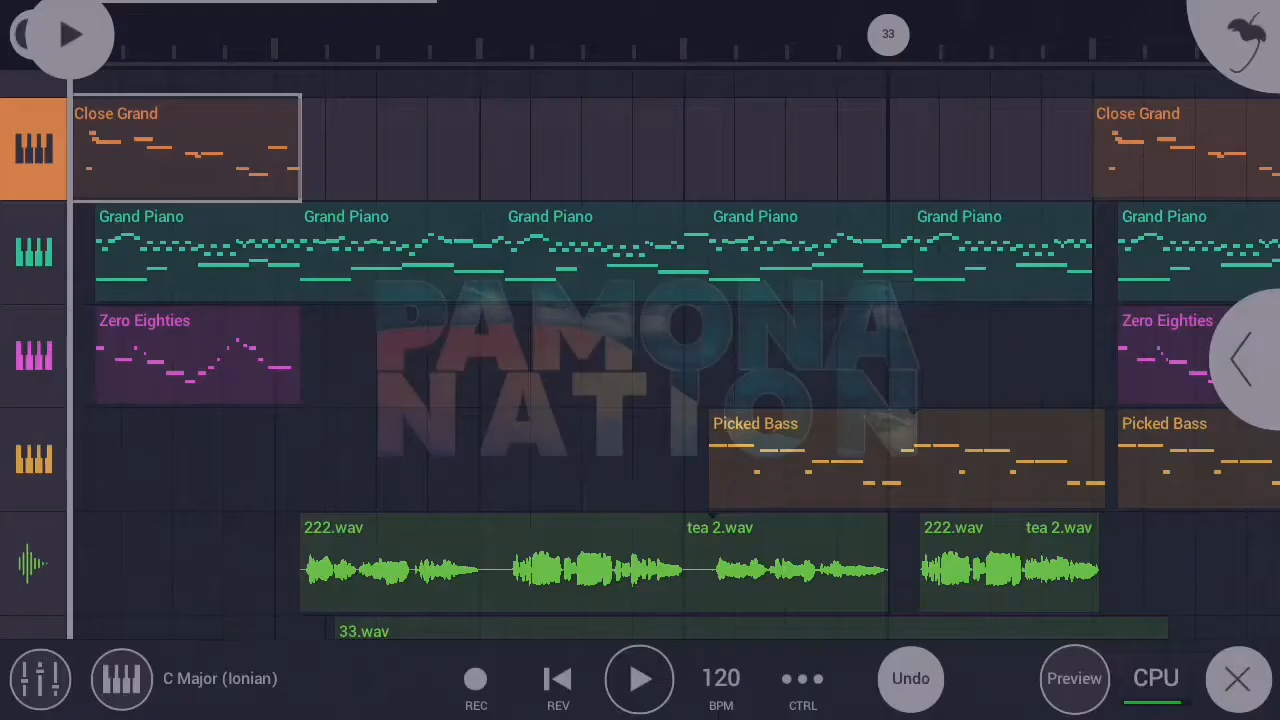 33
Close Grand Close Grand
Grand Piano Grand Piano Grand Piano Grand Piano Grand Piano Grand Piano
Zero Eighties Zero Eighties
PAMONA
NATION
Picked Bass Picked Bass
222.wav tea 2.wav 222.wav tea 2.wav
33.wav
C Major (Ionian) 120 Undo Preview CPU
REC REV BPM CTRL